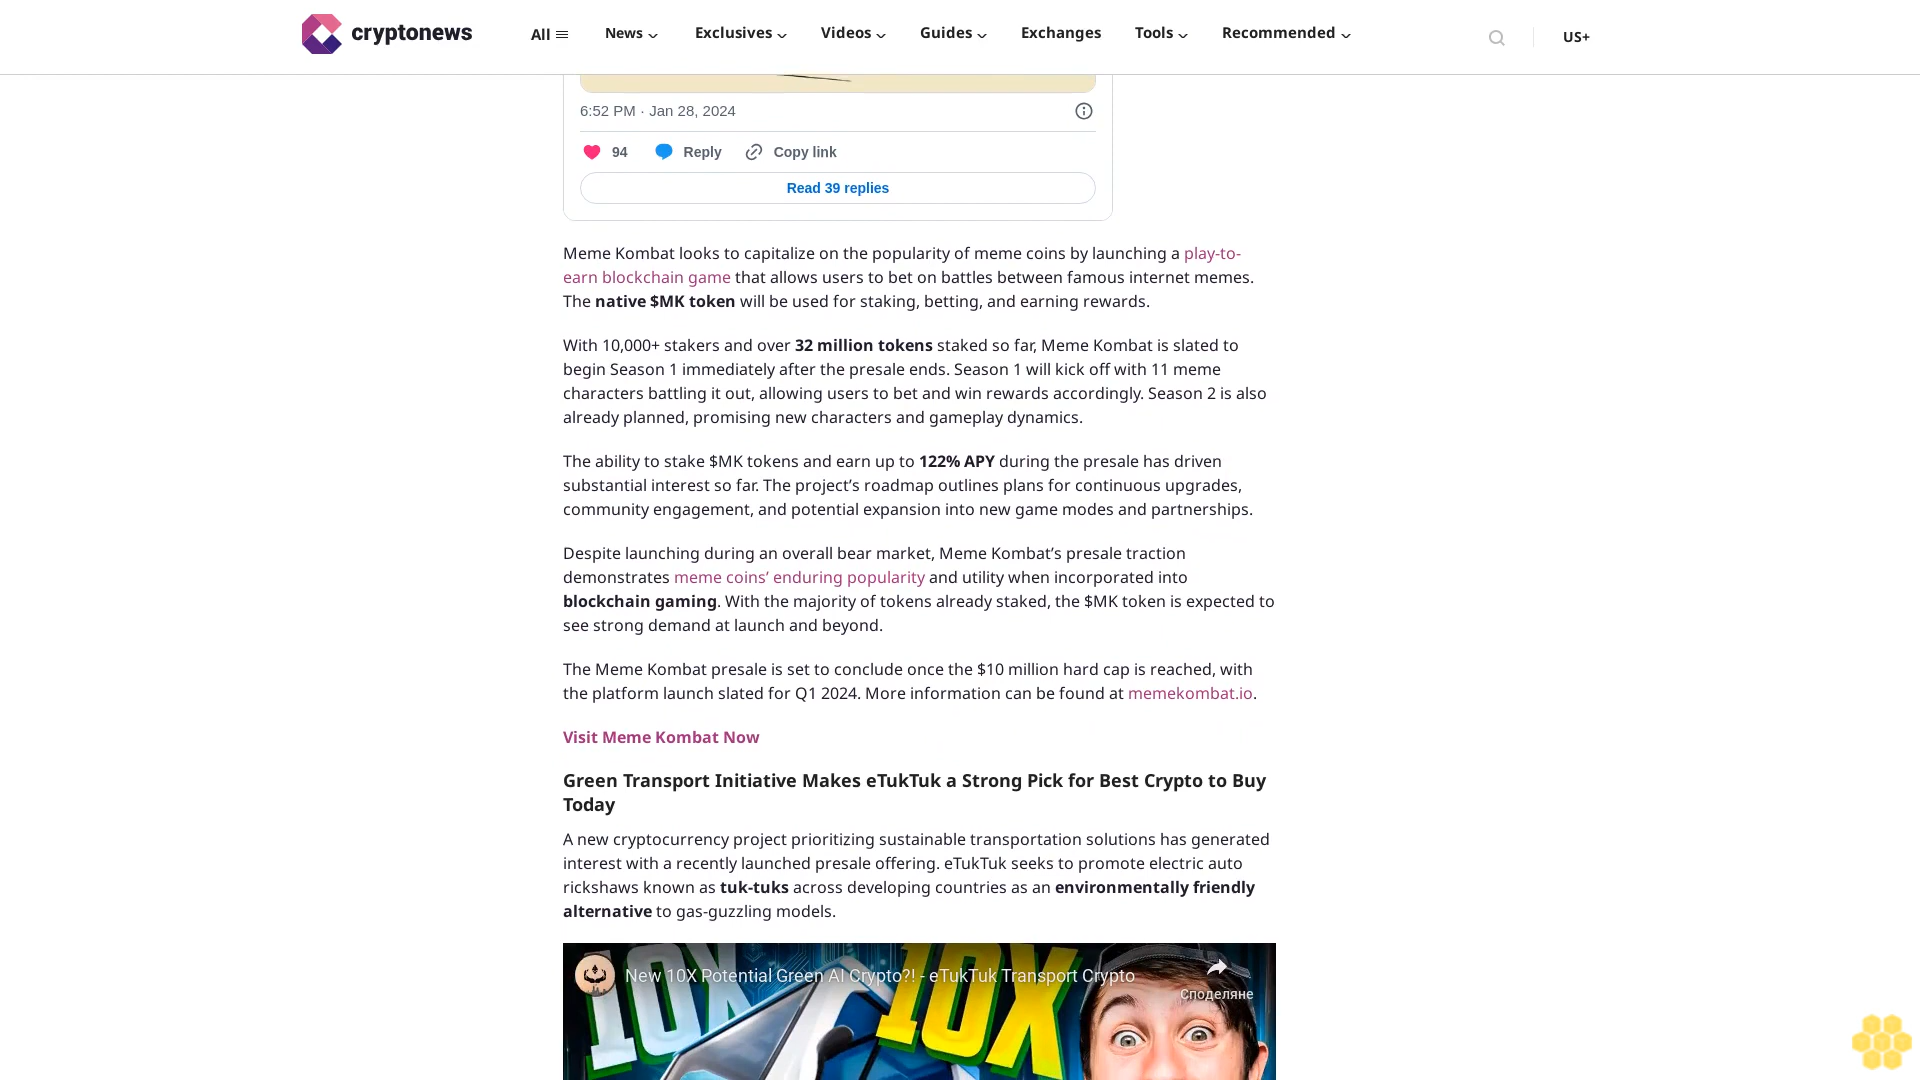 cryptonews
All
News
Exclusives
Videos
Guides
Exchanges
Tools
Recommended
US+
6:52 PM · Jan 28, 2024
94
Reply
Copy link
Read 39 replies
Meme Kombat looks to capitalize on the popularity of meme coins by launching a play-to-
earn blockchain game that allows users to bet on battles between famous internet memes.
The native $MK token will be used for staking, betting, and earning rewards.
With 10,000+ stakers and over 32 million tokens staked so far, Meme Kombat is slated to
begin Season 1 immediately after the presale ends. Season 1 will kick off with 11 meme
characters battling it out, allowing users to bet and win rewards accordingly. Season 2 is also
already planned, promising new characters and gameplay dynamics.
The ability to stake $MK tokens and earn up to 122% APY during the presale has driven
substantial interest so far. The project’s roadmap outlines plans for continuous upgrades,
community engagement, and potential expansion into new game modes and partnerships.
Despite launching during an overall bear market, Meme Kombat’s presale traction
demonstrates meme coins’ enduring popularity and utility when incorporated into
blockchain gaming. With the majority of tokens already staked, the $MK token is expected to
see strong demand at launch and beyond.
The Meme Kombat presale is set to conclude once the $10 million hard cap is reached, with
the platform launch slated for Q1 2024. More information can be found at memekombat.io.
Visit Meme Kombat Now
Green Transport Initiative Makes eTukTuk a Strong Pick for Best Crypto to Buy
Today
A new cryptocurrency project prioritizing sustainable transportation solutions has generated
interest with a recently launched presale offering. eTukTuk seeks to promote electric auto
rickshaws known as tuk-tuks across developing countries as an environmentally friendly
alternative to gas-guzzling models.
New 10X Potential Green AI Crypto?! - eTukTuk Transport Crypto
Споделяне
10X
10X